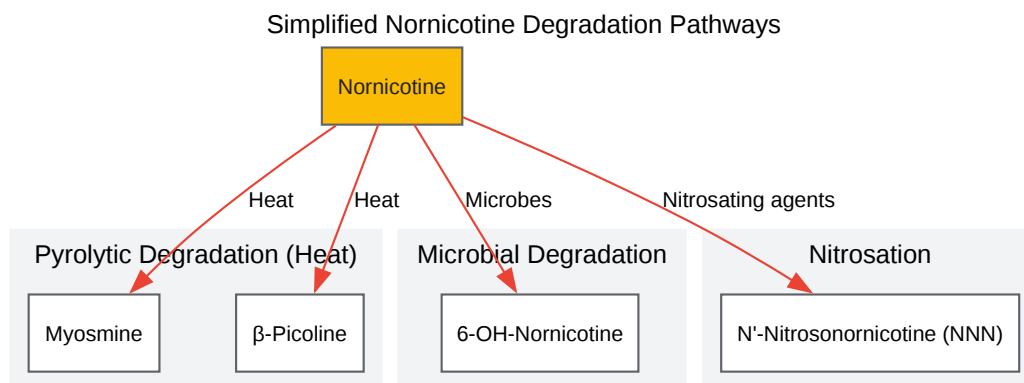 Simplified Nornicotine Degradation Pathways
Nornicotine
Heat
Heat
Microbes
Nitrosating agents
Pyrolytic Degradation (Heat)
Microbial Degradation
Nitrosation
Myosmine
β-Picoline
6-OH-Nornicotine
N'-Nitrosonornicotine (NNN)